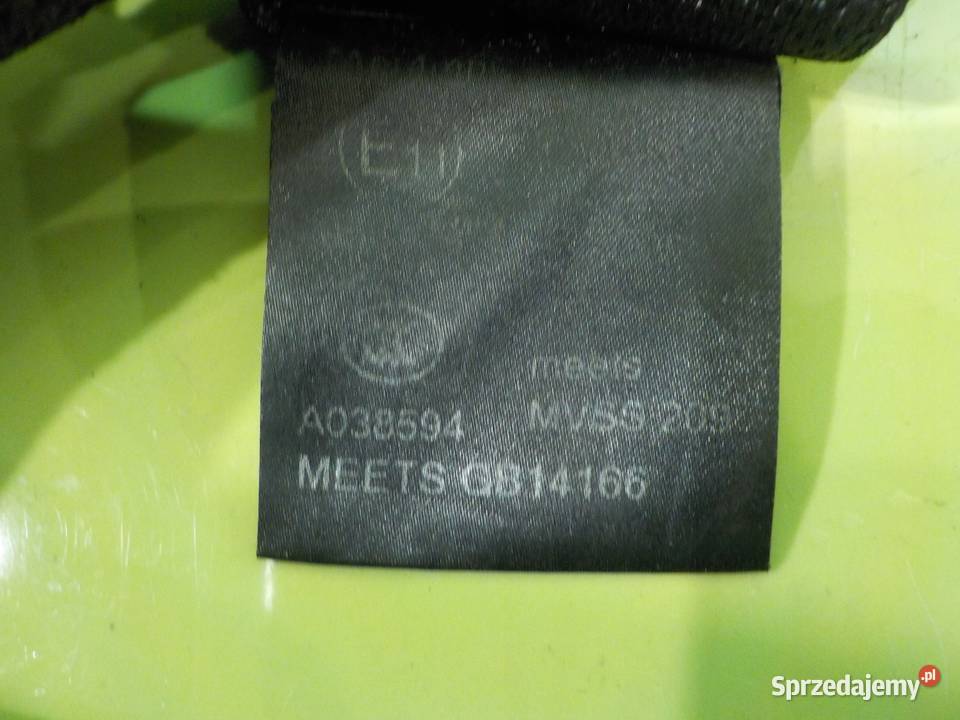 E11
meets
A038594 MVSS 209
MEETS GB14166
Sprzedajemy.pl